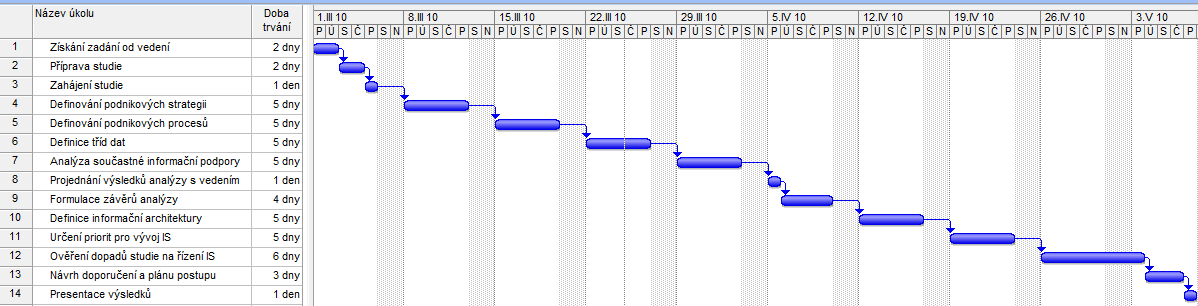 Název úkolu Doba trvání 1.III 10 8.III 10 15.III 10 22.III 10 29.III 10 5.IV 10 12.IV 10 19.IV 10 26.IV 10 3.V 10
P Ú S Č P S N P Ú S Č P S N P Ú S Č P S N P Ú S Č P S N P Ú S Č P S N P Ú S Č P S N P Ú S Č P S N P Ú S Č P S N P Ú S Č P S N P Ú S Č P
1 Získání zadání od vedení 2 dny
2 Příprava studie 2 dny
3 Zahájení studie 1 den
4 Definování podnikových strategii 5 dny
5 Definování podnikových procesů 5 dny
6 Definice tříd dat 5 dny
7 Analýza součastné informační podpory 5 dny
8 Projednání výsledků analýzy s vedením 1 den
9 Formulace závěrů analýzy 4 dny
10 Definice informační architektury 5 dny
11 Určení priorit pro vývoj IS 5 dny
12 Ověření dopadů studie na řízení IS 6 dny
13 Návrh doporučení a plánu postupu 3 dny
14 Presentace výsledků 1 den